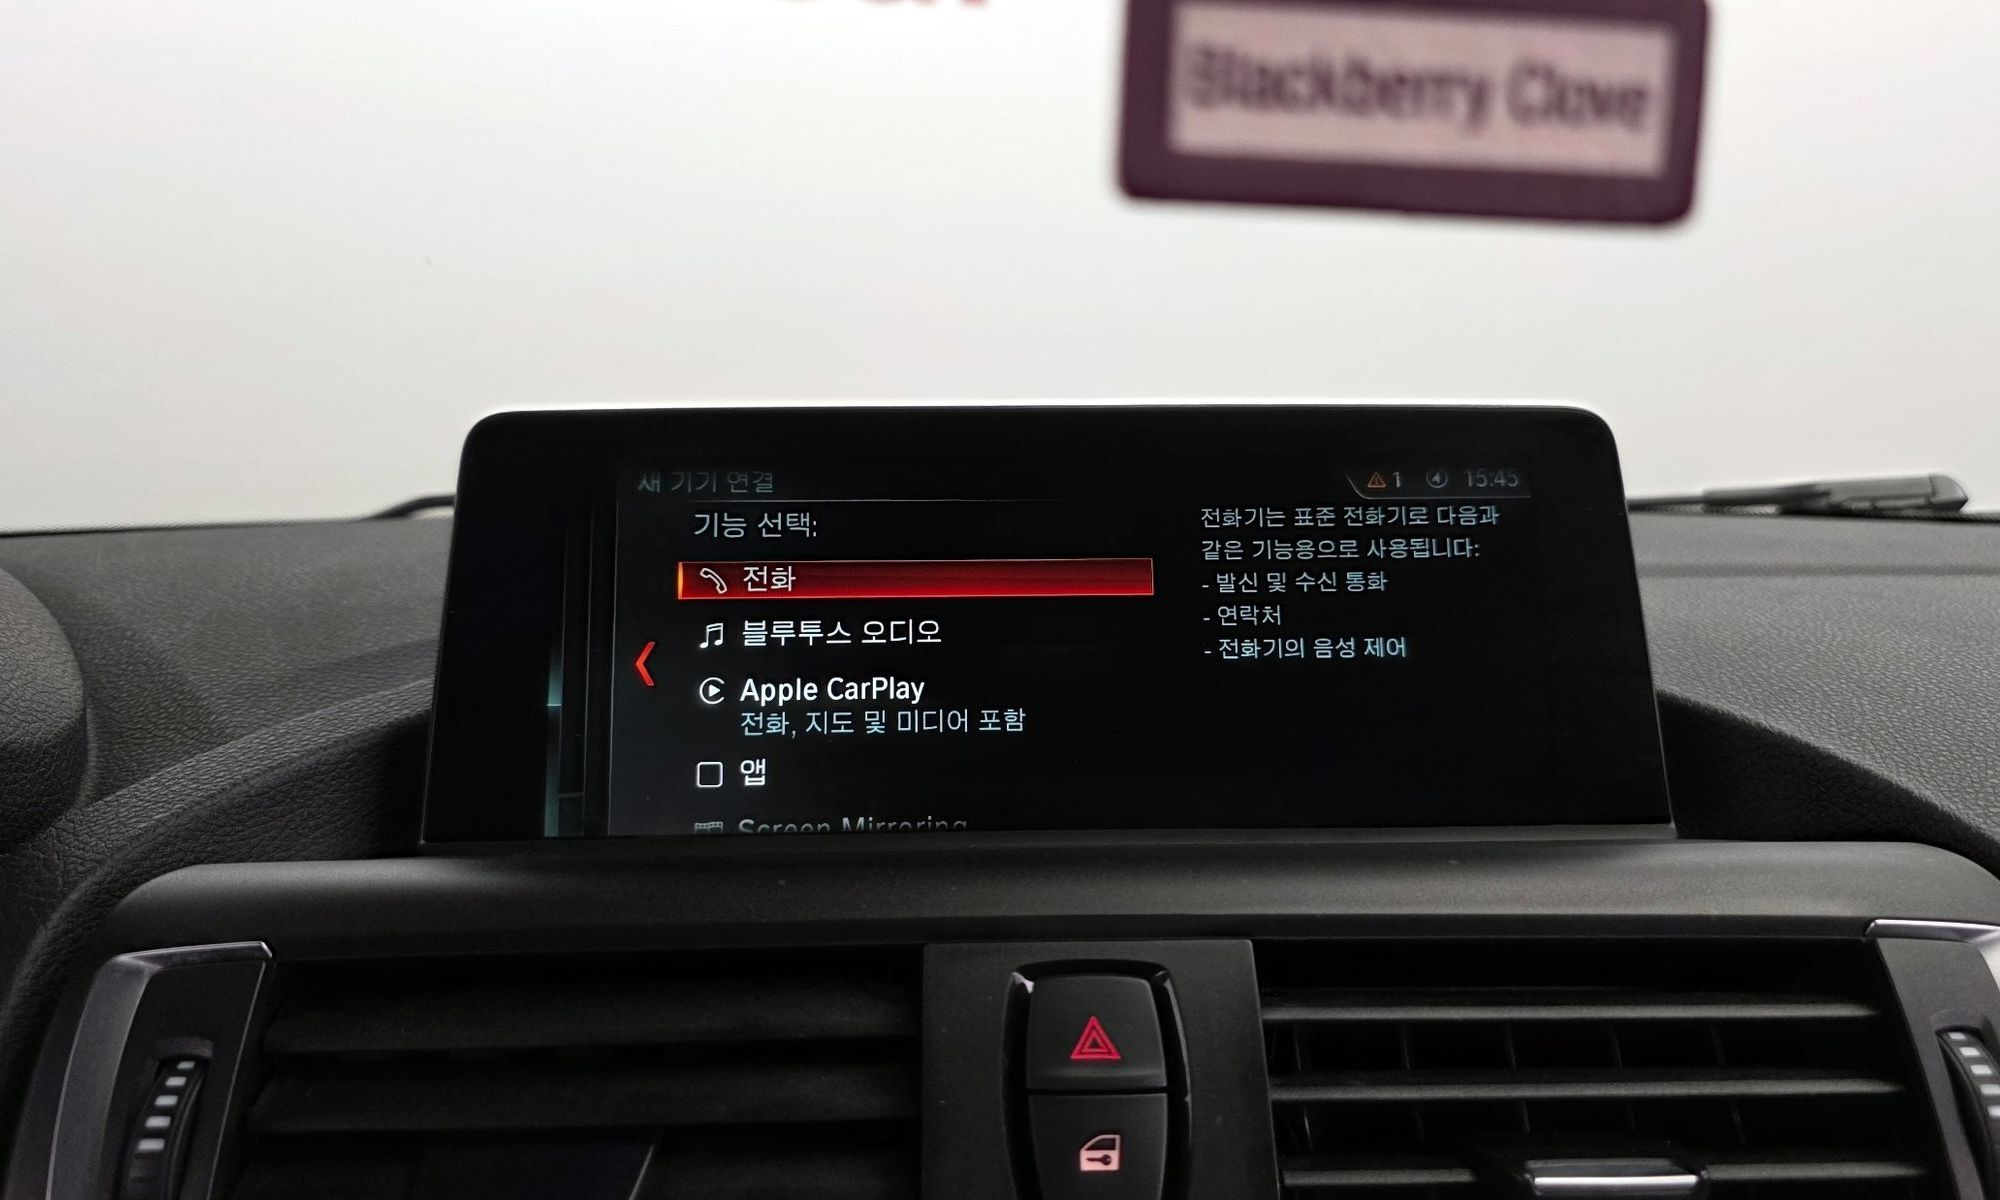 Blackberry Clove
새 기기 연결
1
15:45
기능 선택:
전화
블루투스 오디오
Apple CarPlay
전화, 지도 및 미디어 포함
앱
Screen Mirroring
전화기는 표준 전화기로 다음과
같은 기능용으로 사용됩니다:
- 발신 및 수신 통화
- 연락처
- 전화기의 음성 제어